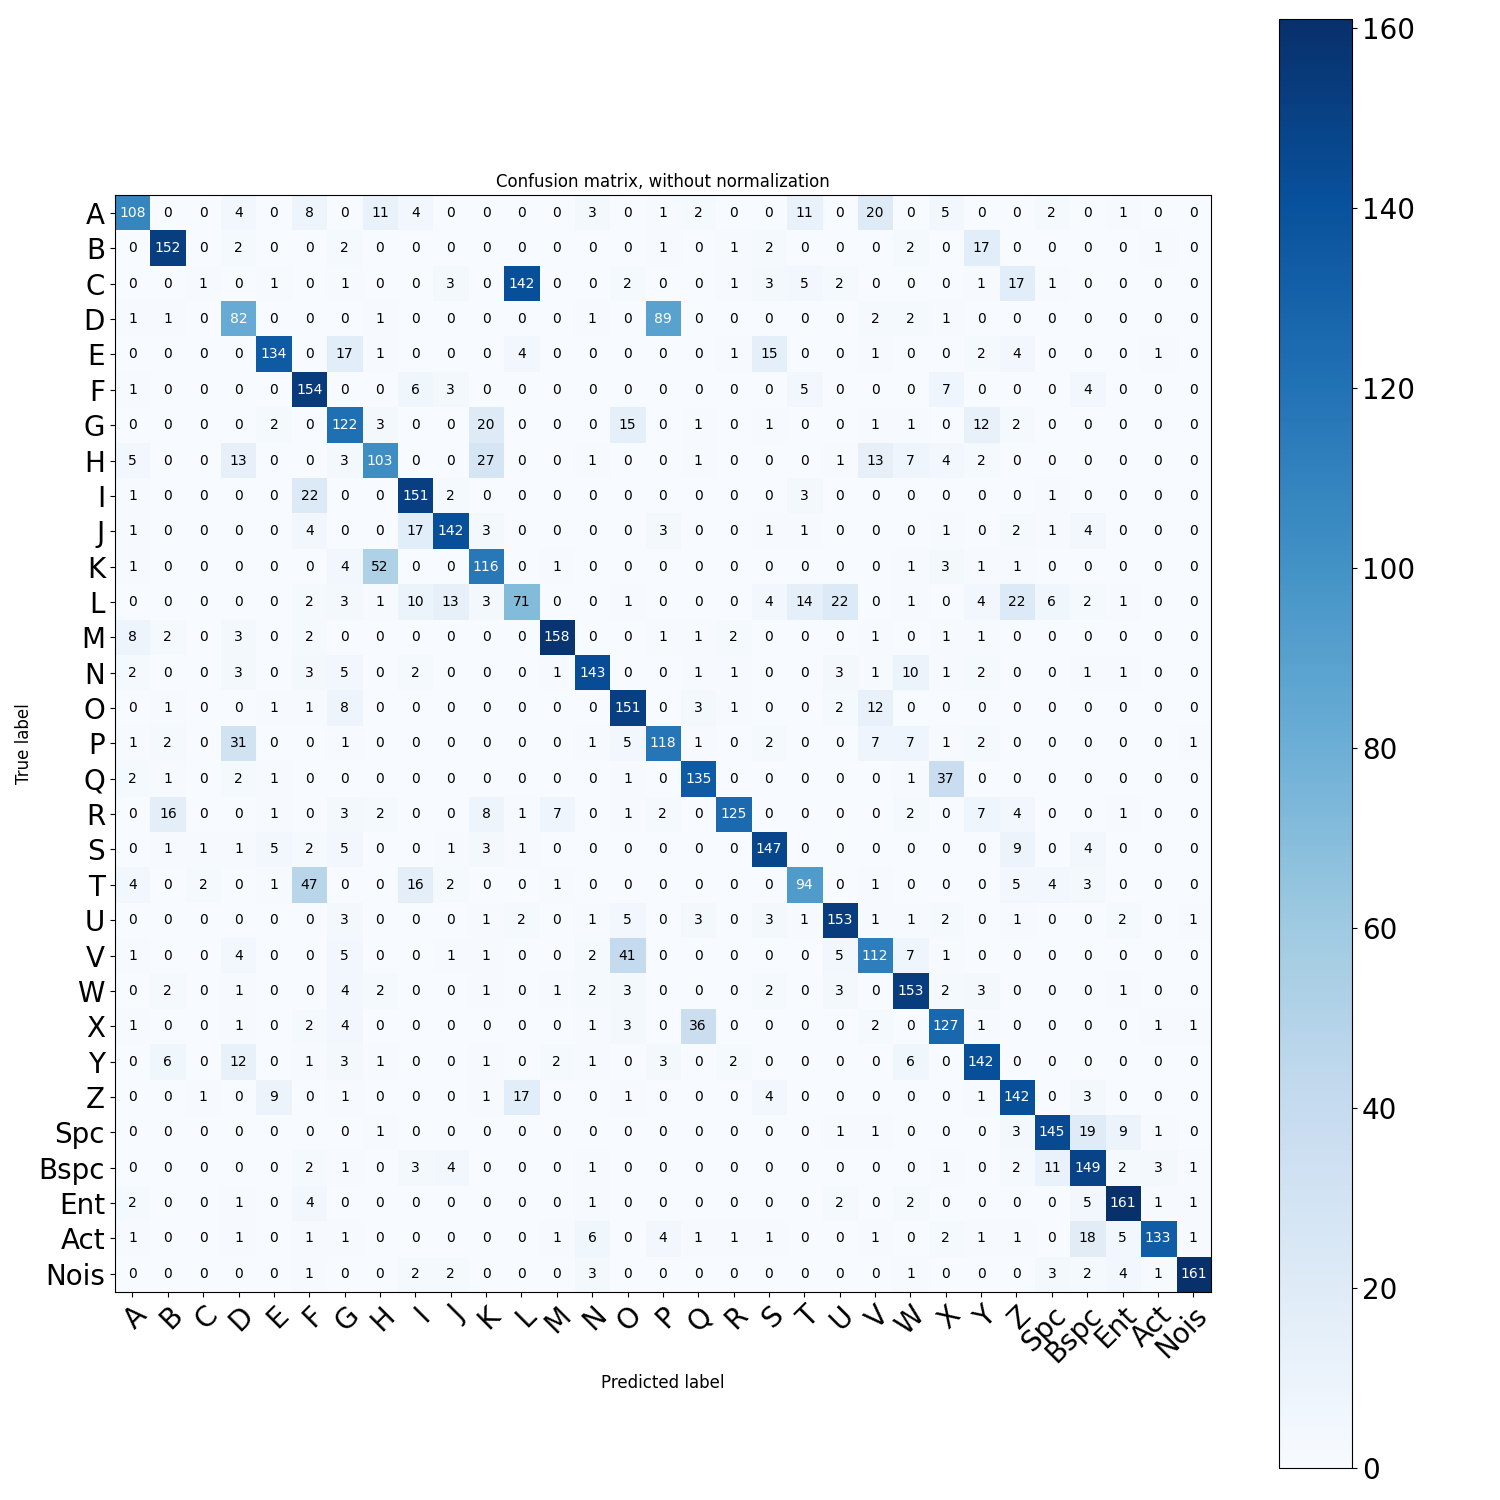 Confusion matrix, without normalization
A 108 0 0 4 0 8 0 11 4 0 0 0 0 3 0 1 2 0 0 11 0 20 0 5 0 0 2 0 1 0 0
B 0 152 0 2 0 0 2 0 0 0 0 0 0 0 0 1 0 1 2 0 0 0 2 0 17 0 0 0 0 1 0
C 0 0 1 0 1 0 1 0 0 3 0 142 0 0 2 0 0 1 3 5 2 0 0 0 1 17 1 0 0 0 0
D 1 1 0 82 0 0 0 1 0 0 0 0 0 1 0 89 0 0 0 0 0 2 2 1 0 0 0 0 0 0 0
E 0 0 0 0 134 0 17 1 0 0 0 4 0 0 0 0 0 1 15 0 0 1 0 0 2 4 0 0 0 1 0
F 1 0 0 0 0 154 0 0 6 3 0 0 0 0 0 0 0 0 0 5 0 0 0 7 0 0 0 4 0 0 0
G 0 0 0 0 2 0 122 3 0 0 20 0 0 0 15 0 1 0 1 0 0 1 1 0 12 2 0 0 0 0 0
H 5 0 0 13 0 0 3 103 0 0 27 0 0 1 0 0 1 0 0 0 1 13 7 4 2 0 0 0 0 0 0
I 1 0 0 0 0 22 0 0 151 2 0 0 0 0 0 0 0 0 0 3 0 0 0 0 0 0 1 0 0 0 0
J 1 0 0 0 0 4 0 0 17 142 3 0 0 0 0 3 0 0 1 1 0 0 0 1 0 2 1 4 0 0 0
K 1 0 0 0 0 0 4 52 0 0 116 0 1 0 0 0 0 0 0 0 0 0 1 3 1 1 0 0 0 0 0
L 0 0 0 0 0 2 3 1 10 13 3 71 0 0 1 0 0 0 4 14 22 0 1 0 4 22 6 2 1 0 0
M 8 2 0 3 0 2 0 0 0 0 0 0 158 0 0 1 1 2 0 0 0 1 0 1 1 0 0 0 0 0 0
N 2 0 0 3 0 3 5 0 2 0 0 0 1 143 0 0 1 1 0 0 3 1 10 1 2 0 0 1 1 0 0
O 0 1 0 0 1 1 8 0 0 0 0 0 0 0 151 0 3 1 0 0 2 12 0 0 0 0 0 0 0 0 0
P 1 2 0 31 0 0 1 0 0 0 0 0 0 1 5 118 1 0 2 0 0 7 7 1 2 0 0 0 0 0 1
Q 2 1 0 2 1 0 0 0 0 0 0 0 0 0 1 0 135 0 0 0 0 0 1 37 0 0 0 0 0 0 0
R 0 16 0 0 1 0 3 2 0 0 8 1 7 0 1 2 0 125 0 0 0 0 2 0 7 4 0 0 1 0 0
S 0 1 1 1 5 2 5 0 0 1 3 1 0 0 0 0 0 0 147 0 0 0 0 0 0 9 0 4 0 0 0
T 4 0 2 0 1 47 0 0 16 2 0 0 1 0 0 0 0 0 0 94 0 1 0 0 0 5 4 3 0 0 0
U 0 0 0 0 0 0 3 0 0 0 1 2 0 1 5 0 3 0 3 1 153 1 1 2 0 1 0 0 2 0 1
V 1 0 0 4 0 0 5 0 0 1 1 0 0 2 41 0 0 0 0 0 5 112 7 1 0 0 0 0 0 0 0
W 0 2 0 1 0 0 4 2 0 0 1 0 1 2 3 0 0 0 2 0 3 0 153 2 3 0 0 0 1 0 0
X 1 0 0 1 0 2 4 0 0 0 0 0 0 1 3 0 36 0 0 0 0 2 0 127 1 0 0 0 0 1 1
Y 0 6 0 12 0 1 3 1 0 0 1 0 2 1 0 3 0 2 0 0 0 0 6 0 142 0 0 0 0 0 0
Z 0 0 1 0 9 0 1 0 0 0 1 17 0 0 1 0 0 0 4 0 0 0 0 0 1 142 0 3 0 0 0
Spc 0 0 0 0 0 0 0 1 0 0 0 0 0 0 0 0 0 0 0 0 1 1 0 0 0 3 145 19 9 1 0
Bspc 0 0 0 0 0 2 1 0 3 4 0 0 0 1 0 0 0 0 0 0 0 0 0 1 0 2 11 149 2 3 1
Ent 2 0 0 1 0 4 0 0 0 0 0 0 0 1 0 0 0 0 0 0 2 0 2 0 0 0 0 5 161 1 1
Act 1 0 0 1 0 1 1 0 0 0 0 0 1 6 0 4 1 1 1 0 0 1 0 2 1 1 0 18 5 133 1
Nois 0 0 0 0 0 1 0 0 2 2 0 0 0 3 0 0 0 0 0 0 0 0 1 0 0 0 3 2 4 1 161
A B C D E F G H I J K L M N O P Q R S T U V W X Y Z Spc Bspc Ent Act Nois
Predicted label
True label
160
140
120
100
80
60
40
20
0